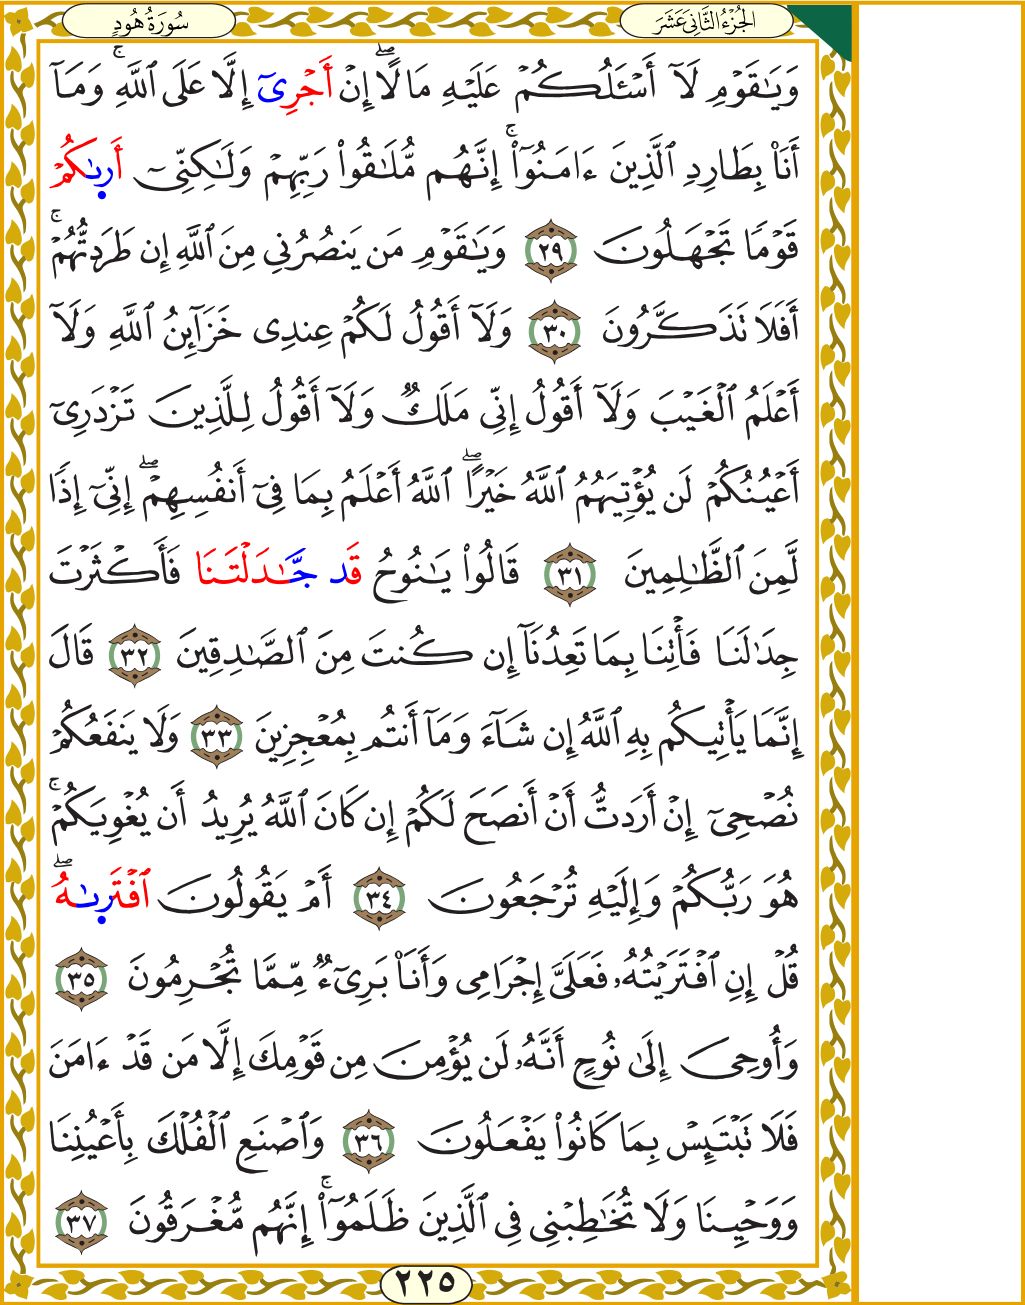 الجُزْءُ الثَّانِيَ عَشَرَ
سُورَةُ هُودٍ
وَيَٰقَوْمِ لَآ أَسْـَٔلُكُمْ عَلَيْهِ مَالًاۖ إِنْ أَجْرِىَ إِلَّا عَلَى ٱللَّهِۚ وَمَآ
أَنَا۠ بِطَارِدِ ٱلَّذِينَ ءَامَنُوٓا۟ۚ إِنَّهُم مُّلَٰقُوا۟ رَبِّهِمْ وَلَٰكِنِّىٓ أَرىٰكُمْ
قَوْمًا تَجْهَلُونَ ٢٩ وَيَٰقَوْمِ مَن يَنصُرُنِى مِنَ ٱللَّهِ إِن طَرَدتُّهُمْۚ
أَفَلَا تَذَكَّرُونَ ٣٠ وَلَآ أَقُولُ لَكُمْ عِندِى خَزَآئِنُ ٱللَّهِ وَلَآ
أَعْلَمُ ٱلْغَيْبَ وَلَآ أَقُولُ إِنِّى مَلَكٌ وَلَآ أَقُولُ لِلَّذِينَ تَزْدَرِىٓ
أَعْيُنُكُمْ لَن يُؤْتِيَهُمُ ٱللَّهُ خَيْرًاۖ ٱللَّهُ أَعْلَمُ بِمَا فِىٓ أَنفُسِهِمْۖ إِنِّىٓ إِذًا
لَّمِنَ ٱلظَّٰلِمِينَ ٣١ قَالُوا۟ يَٰنُوحُ قَد جَّٰدَلْتَنَا فَأَكْثَرْتَ
جِدَٰلَنَا فَأْتِنَا بِمَا تَعِدُنَآ إِن كُنتَ مِنَ ٱلصَّٰدِقِينَ ٣٢ قَالَ
إِنَّمَا يَأْتِيكُم بِهِ ٱللَّهُ إِن شَآءَ وَمَآ أَنتُم بِمُعْجِزِينَ ٣٣ وَلَا يَنفَعُكُمْ
نُصْحِىٓ إِنْ أَرَدتُّ أَنْ أَنصَحَ لَكُمْ إِن كَانَ ٱللَّهُ يُرِيدُ أَن يُغْوِيَكُمْۚ
هُوَ رَبُّكُمْ وَإِلَيْهِ تُرْجَعُونَ ٣٤ أَمْ يَقُولُونَ ٱفْتَرىٰهُۖ
قُلْ إِنِ ٱفْتَرَيْتُهُۥ فَعَلَىَّ إِجْرَامِى وَأَنَا۠ بَرِىٓءٌ مِّمَّا تُجْرِمُونَ ٣٥
وَأُوحِىَ إِلَىٰ نُوحٍ أَنَّهُۥ لَن يُؤْمِنَ مِن قَوْمِكَ إِلَّا مَن قَدْ ءَامَنَ
فَلَا تَبْتَئِسْ بِمَا كَانُوا۟ يَفْعَلُونَ ٣٦ وَٱصْنَعِ ٱلْفُلْكَ بِأَعْيُنِنَا
وَوَحْيِنَا وَلَا تُخَٰطِبْنِى فِى ٱلَّذِينَ ظَلَمُوٓا۟ۚ إِنَّهُم مُّغْرَقُونَ ٣٧
٢٢٥